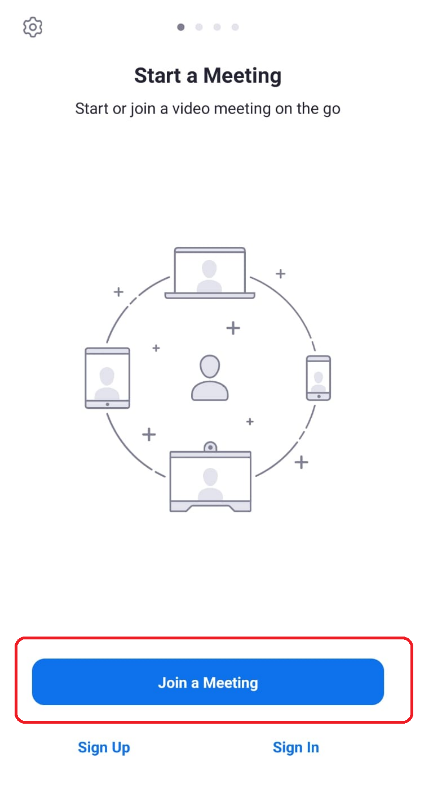 Start a Meeting
Start or join a video meeting on the go
Join a Meeting
Sign Up
Sign In